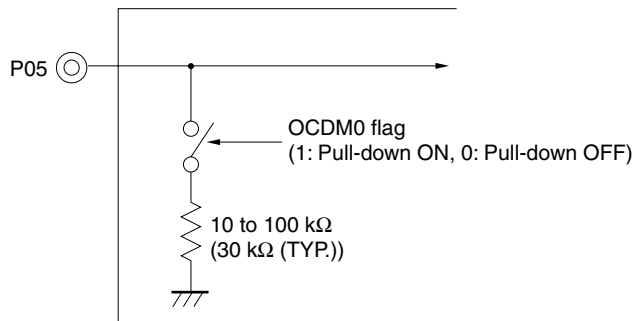 P05
OCDM0 flag
(1: Pull-down ON, 0: Pull-down OFF)
10 to 100 kΩ
(30 kΩ (TYP.))